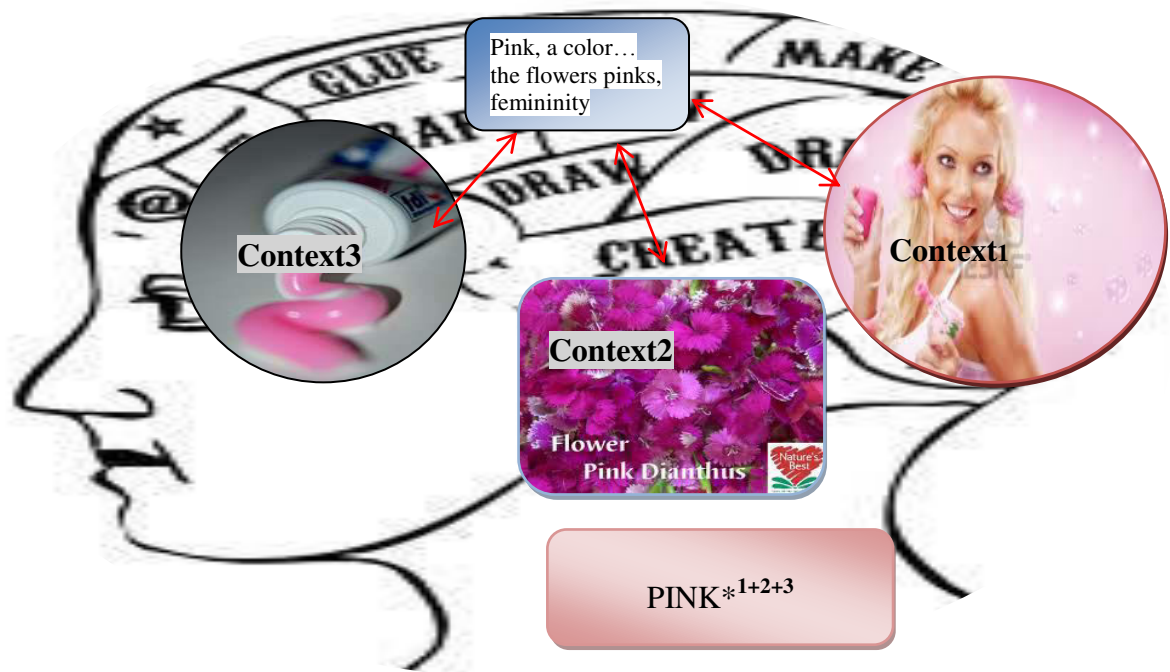 GLUE
MAKE
Pink, a color…
the flowers pinks,
femininity
@
DRAW
CREATE
Context3
Context1
Context2
Flower
Pink Dianthus
Nature's
Best
PINK*1+2+3